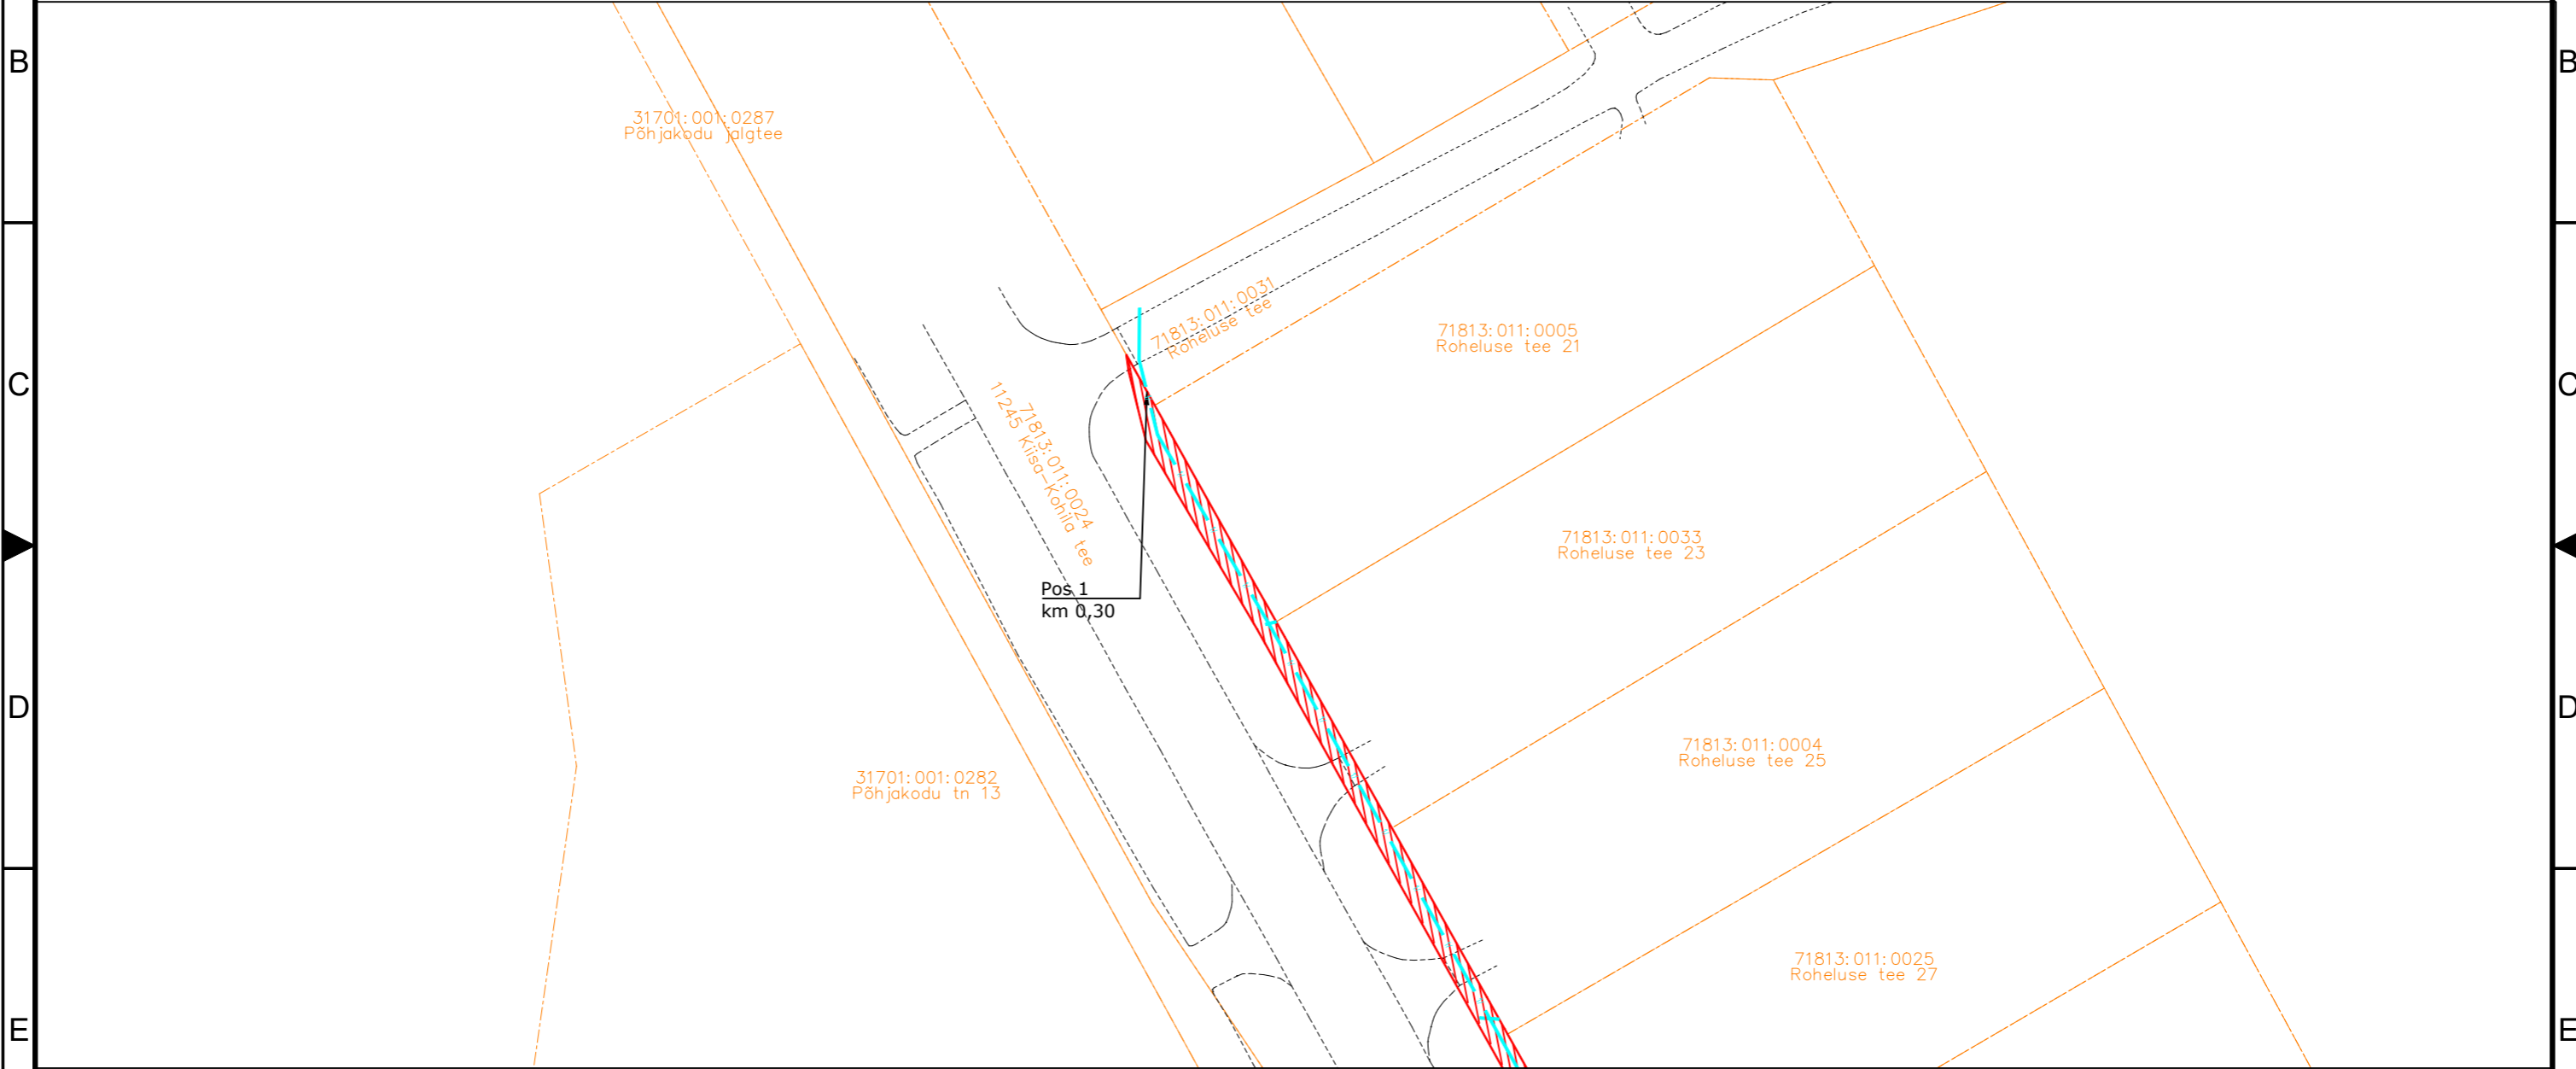 B
B
31701:001:0287
Põhjakodu jalgtee
71813:011:0031
Roheluse tee
71813:011:0005
Roheluse tee 21
C
C
71813:011:0024
11245 Kiisa-Kohila tee
71813:011:0033
Roheluse tee 23
Pos 1
km 0,30
D
D
71813:011:0004
Roheluse tee 25
31701:001:0282
Põhjakodu tn 13
71813:011:0025
Roheluse tee 27
E
E